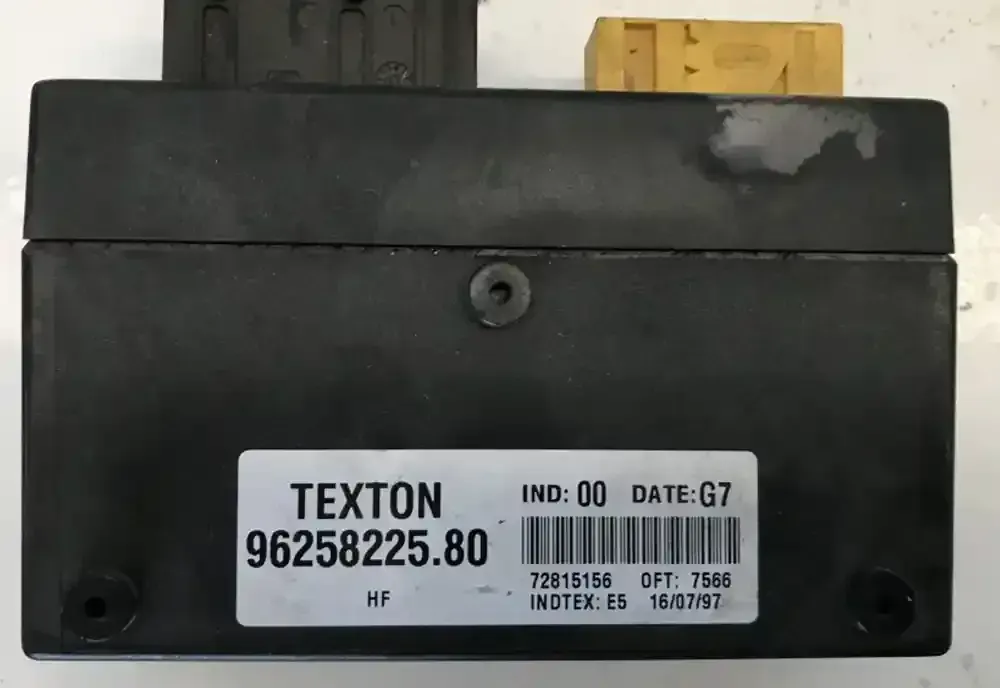 TEXTON
96258225.80
HF
IND: 00 DATE: G7
72815156 OFT: 7566
INDTEX: E5 16/07/97